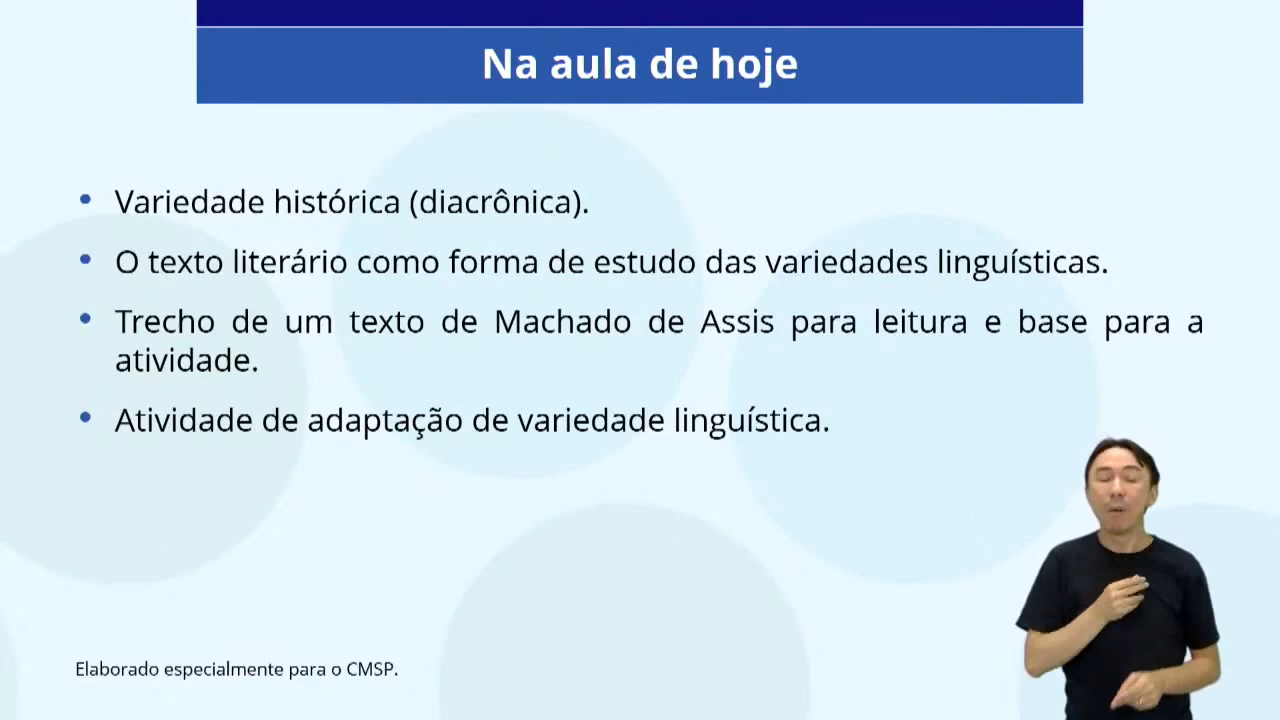 Na aula de hoje
• Variedade histórica (diacrônica).
• O texto literário como forma de estudo das variedades linguísticas.
• Trecho de um texto de Machado de Assis para leitura e base para a
atividade.
• Atividade de adaptação de variedade linguística.
Elaborado especialmente para o CMSP.